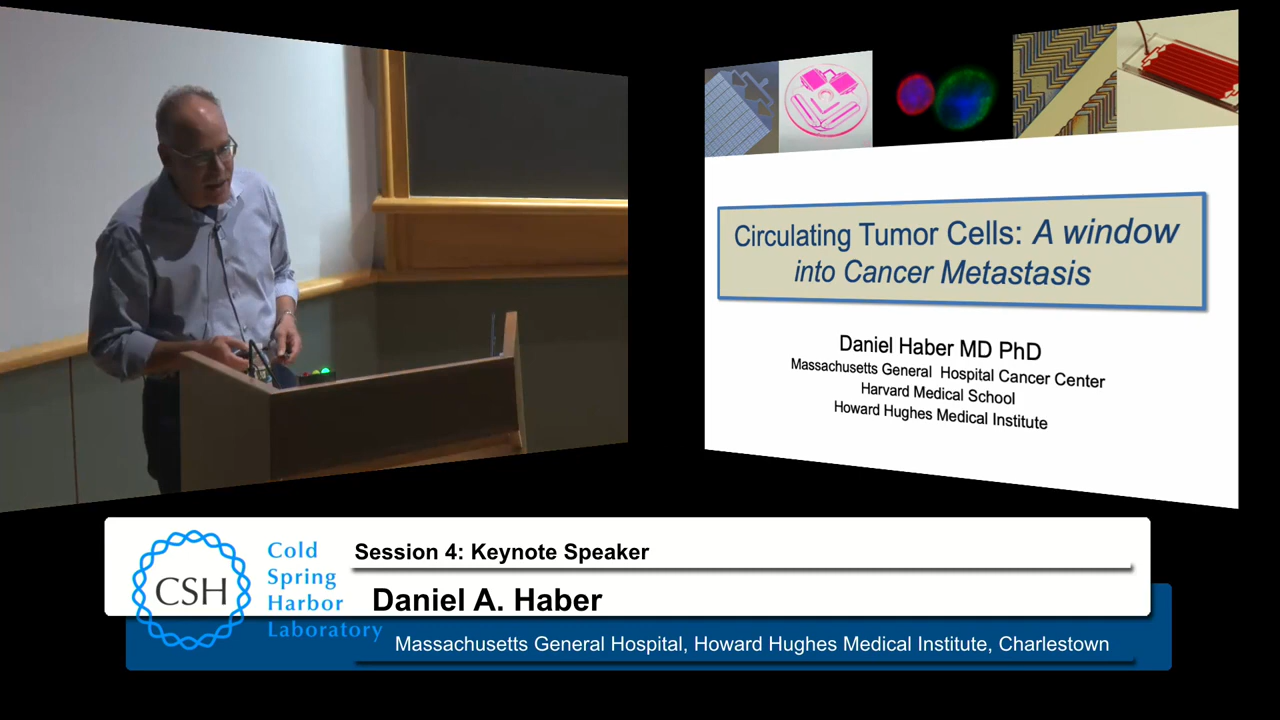 Circulating Tumor Cells: A window
into Cancer Metastasis
Daniel Haber MD PhD
Massachusetts General Hospital Cancer Center
Harvard Medical School
Howard Hughes Medical Institute
CSH
Cold
Spring
Harbor
Laboratory
Session 4: Keynote Speaker
Daniel A. Haber
Massachusetts General Hospital, Howard Hughes Medical Institute, Charlestown